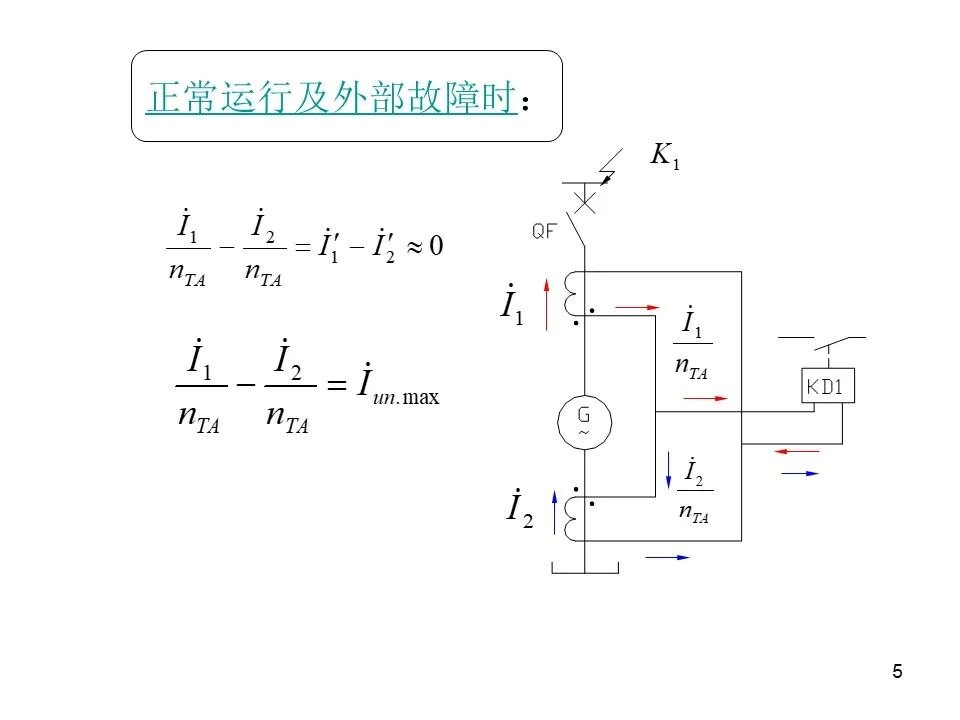 正常运行及外部故障时：
K₁
İ₁/n_TA − İ₂/n_TA = İ′₁ − İ′₂ ≈ 0
QF
İ₁
İ₁/n_TA
İ₁/n_TA − İ₂/n_TA = İ_un.max
KD1
G
~
İ₂
İ₂/n_TA
5